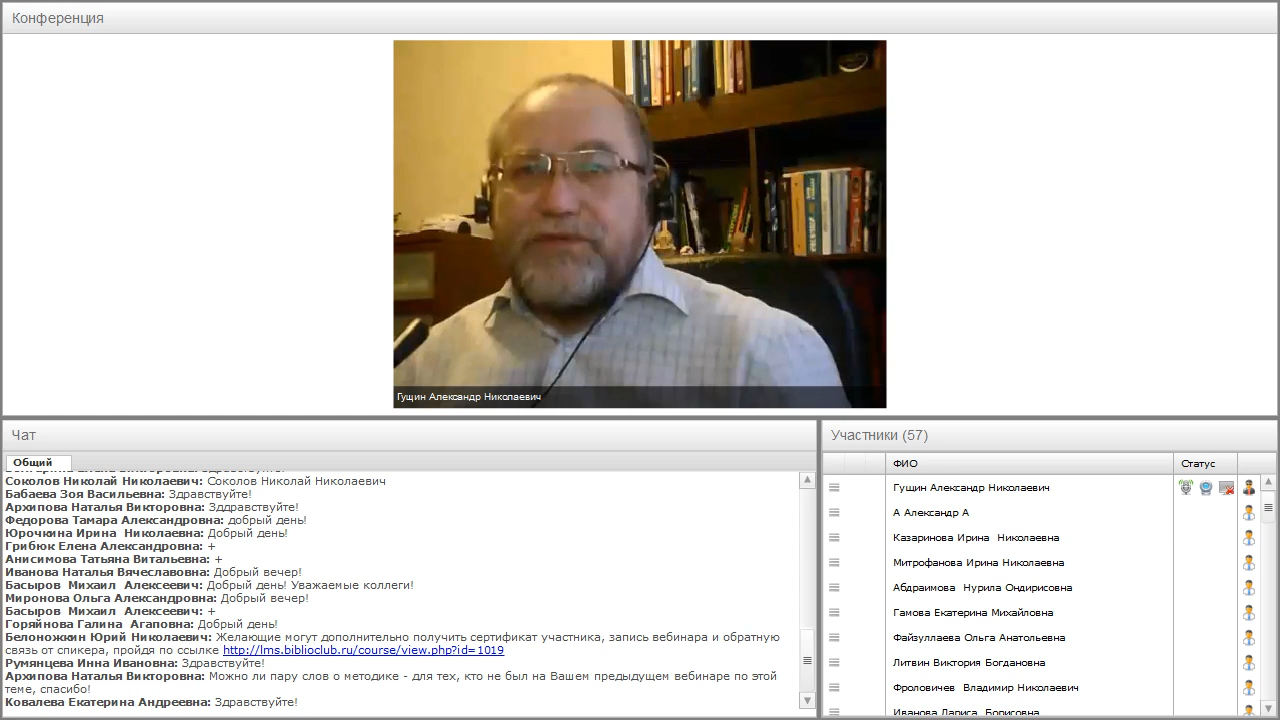 Конференция
Гущин Александр Николаевич
Чат
Общий
Соколов Николай Николаевич: Соколов Николай Николаевич
Бабаева Зоя Васильевна: Здравствуйте!
Архипова Наталья Викторовна: Зддравствуйте!
Федорова Тамара Александровна: добрый день!
Юрочкина Ирина Николаевна: Добрый день!
Грибюк Елена Александровна: +
Анисимова Татьяна Витальевна: +
Иванова Наталья Вячеславовна: Добрый вечер!
Басыров Михаил Алексеевич: Добрый день! Уважаемые коллеги!
Миронова Ольга Александровна: Добрый вечер!
Басыров Михаил Алексеевич: +
Горяйнова Галина Агаповна: Добрый день!
Белоножкин Юрий Николаевич: Желающие могут дополнительно получить сертификат участника, запись вебинара и обратную
связь от спикера, пройдя по ссылке http://lms.biblioclub.ru/course/view.php?id=1019
Румянцева Инна Ивановна: Здравствуйте!
Архипова Наталья Викторовна: Можно ли пару слов о методике - для тех, кто не был на Вашем предыдущем вебинаре по этой
теме, спасибо!
Ковалева Екатерина Андреевна: Здравствуйте!
Участники (57)
ФИО Статус
Гущин Александр Николаевич
А Александр А
Казаринова Ирина Николаевна
Митрофанова Ирина Николаевна
Абдраимова Нурила Ондирисовна
Гамова Екатерина Михайловна
Файзуллаева Ольга Анатольевна
Литвин Виктория Богдановна
Фроловичев Владимир Николаевич
Иванова Лариса Борисовна